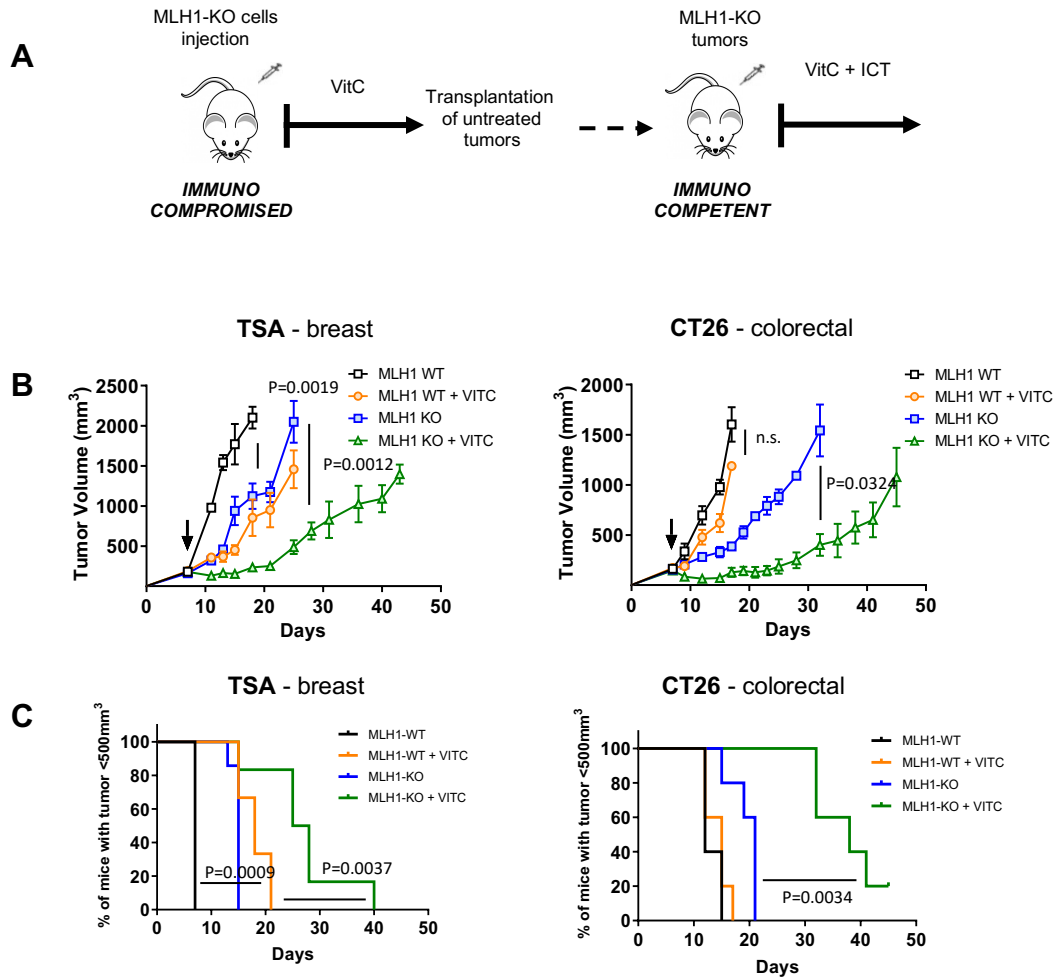 A
MLH1-KO cells
injection
VitC
Transplantation
of untreated
tumors
MLH1-KO
tumors
VitC + ICT
IMMUNO
COMPROMISED
IMMUNO
COMPETENT
B
TSA - breast
Tumor Volume (mm³)
2500
2000
1500
1000
500
0
10
20
30
40
50
Days
MLH1 WT
MLH1 WT + VITC
MLH1 KO
MLH1 KO + VITC
P=0.0019
P=0.0012
CT26 - colorectal
Tumor Volume (mm³)
2000
1500
1000
500
0
10
20
30
40
50
Days
MLH1 WT
MLH1 WT + VITC
MLH1 KO
MLH1 KO + VITC
n.s.
P=0.0324
C
TSA - breast
% of mice with tumor <500mm³
100
80
60
40
20
0
0
10
20
30
40
50
Days
MLH1-WT
MLH1-WT + VITC
MLH1-KO
MLH1-KO + VITC
P=0.0009
P=0.0037
CT26 - colorectal
% of mice with tumor <500mm³
100
80
60
40
20
0
0
10
20
30
40
50
Days
MLH1-WT
MLH1-WT + VITC
MLH1-KO
MLH1-KO + VITC
P=0.0034